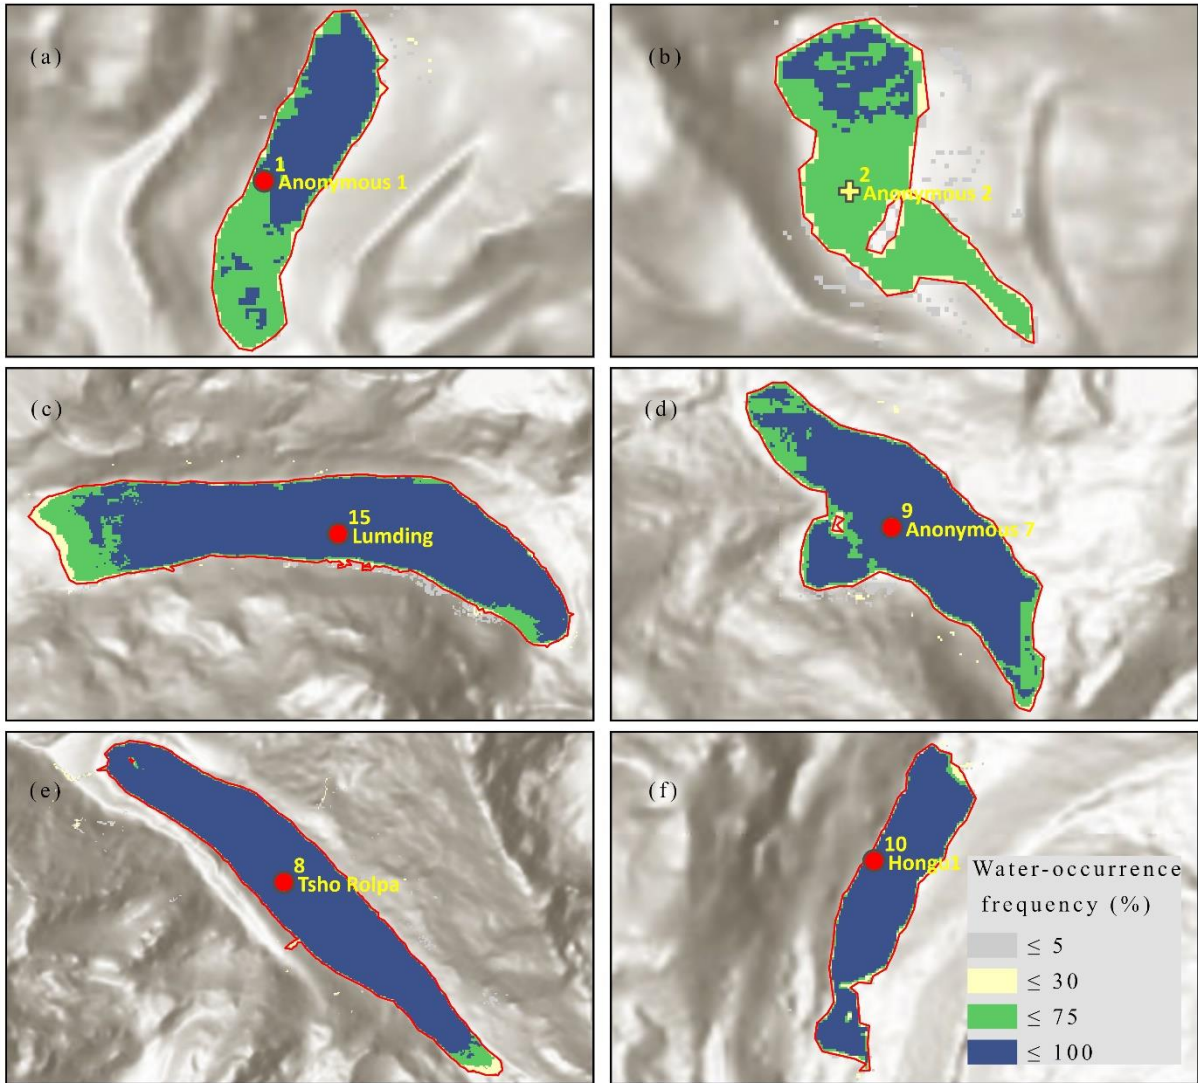 (a)
1
Anonymous 1
(b)
2
Anonymous 2
(c)
15
Lumding
(d)
9
Anonymous 7
(e)
8
Tsho Rolpa
(f)
10
Hongu1
Water-occurrence
frequency (%)
≤ 5
≤ 30
≤ 75
≤ 100